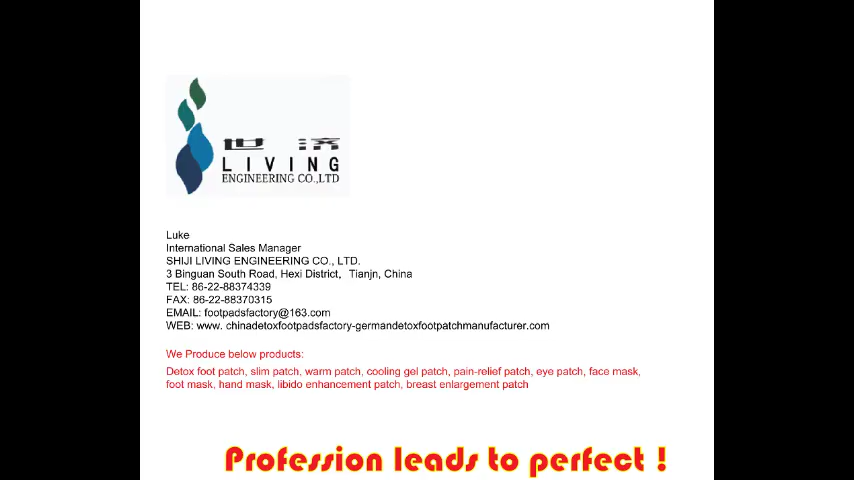 世济
LIVING
ENGINEERING CO.,LTD
Luke
International Sales Manager
SHIJI LIVING ENGINEERING CO., LTD.
3 Binguan South Road, Hexi District, Tianjn, China
TEL: 86-22-88374339
FAX: 86-22-88370315
EMAIL: footpadsfactory@163.com
WEB: www. chinadetoxfootpadsfactory-germandetoxfootpatchmanufacturer.com
We Produce below products:
Detox foot patch, slim patch, warm patch, cooling gel patch, pain-relief patch, eye patch, face mask,
foot mask, hand mask, libido enhancement patch, breast enlargement patch
Profession leads to perfect !